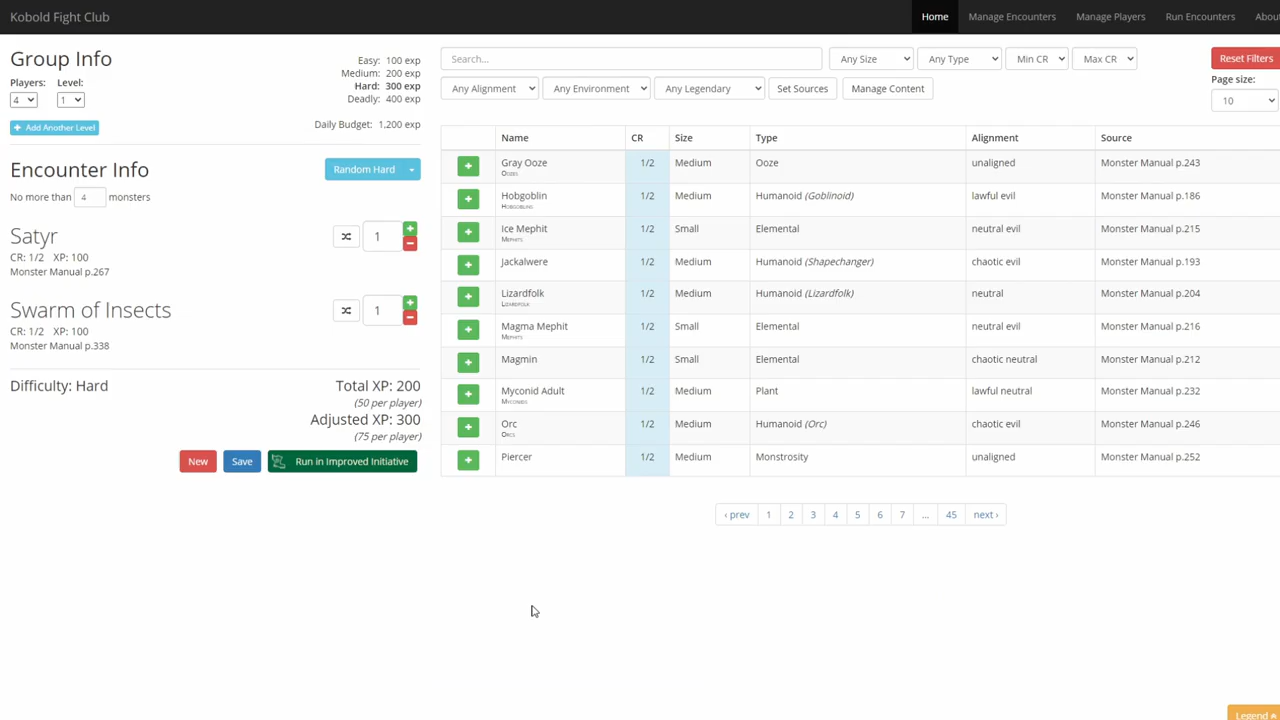 Kobold Fight Club
Home Manage Encounters Manage Players Run Encounters Abou
Group Info
Players: Level:
4 1
Add Another Level
Easy: 100 exp
Medium: 200 exp
Hard: 300 exp
Deadly: 400 exp
Daily Budget: 1,200 exp
Encounter Info
Random Hard
No more than 4 monsters
Satyr
CR: 1/2 XP: 100
Monster Manual p.267
1
Swarm of Insects
CR: 1/2 XP: 100
Monster Manual p.338
1
Difficulty: Hard
Total XP: 200
(50 per player)
Adjusted XP: 300
(75 per player)
New Save Run in Improved Initiative
Search... Any Size Any Type Min CR Max CR Reset Filters
Any Alignment Any Environment Any Legendary Set Sources Manage Content
Page size:
10
Name CR Size Type Alignment Source
Gray Ooze 1/2 Medium Ooze unaligned Monster Manual p.243
Oozes
Hobgoblin 1/2 Medium Humanoid (Goblinoid) lawful evil Monster Manual p.186
Hobgoblins
Ice Mephit 1/2 Small Elemental neutral evil Monster Manual p.215
Mephits
Jackalwere 1/2 Medium Humanoid (Shapechanger) chaotic evil Monster Manual p.193
Lizardfolk 1/2 Medium Humanoid (Lizardfolk) neutral Monster Manual p.204
Lizardfolk
Magma Mephit 1/2 Small Elemental neutral evil Monster Manual p.216
Mephits
Magmin 1/2 Small Elemental chaotic neutral Monster Manual p.212
Myconid Adult 1/2 Medium Plant lawful neutral Monster Manual p.232
Myconids
Orc 1/2 Medium Humanoid (Orc) chaotic evil Monster Manual p.246
Orcs
Piercer 1/2 Medium Monstrosity unaligned Monster Manual p.252
‹ prev 1 2 3 4 5 6 7 ... 45 next ›
Legend